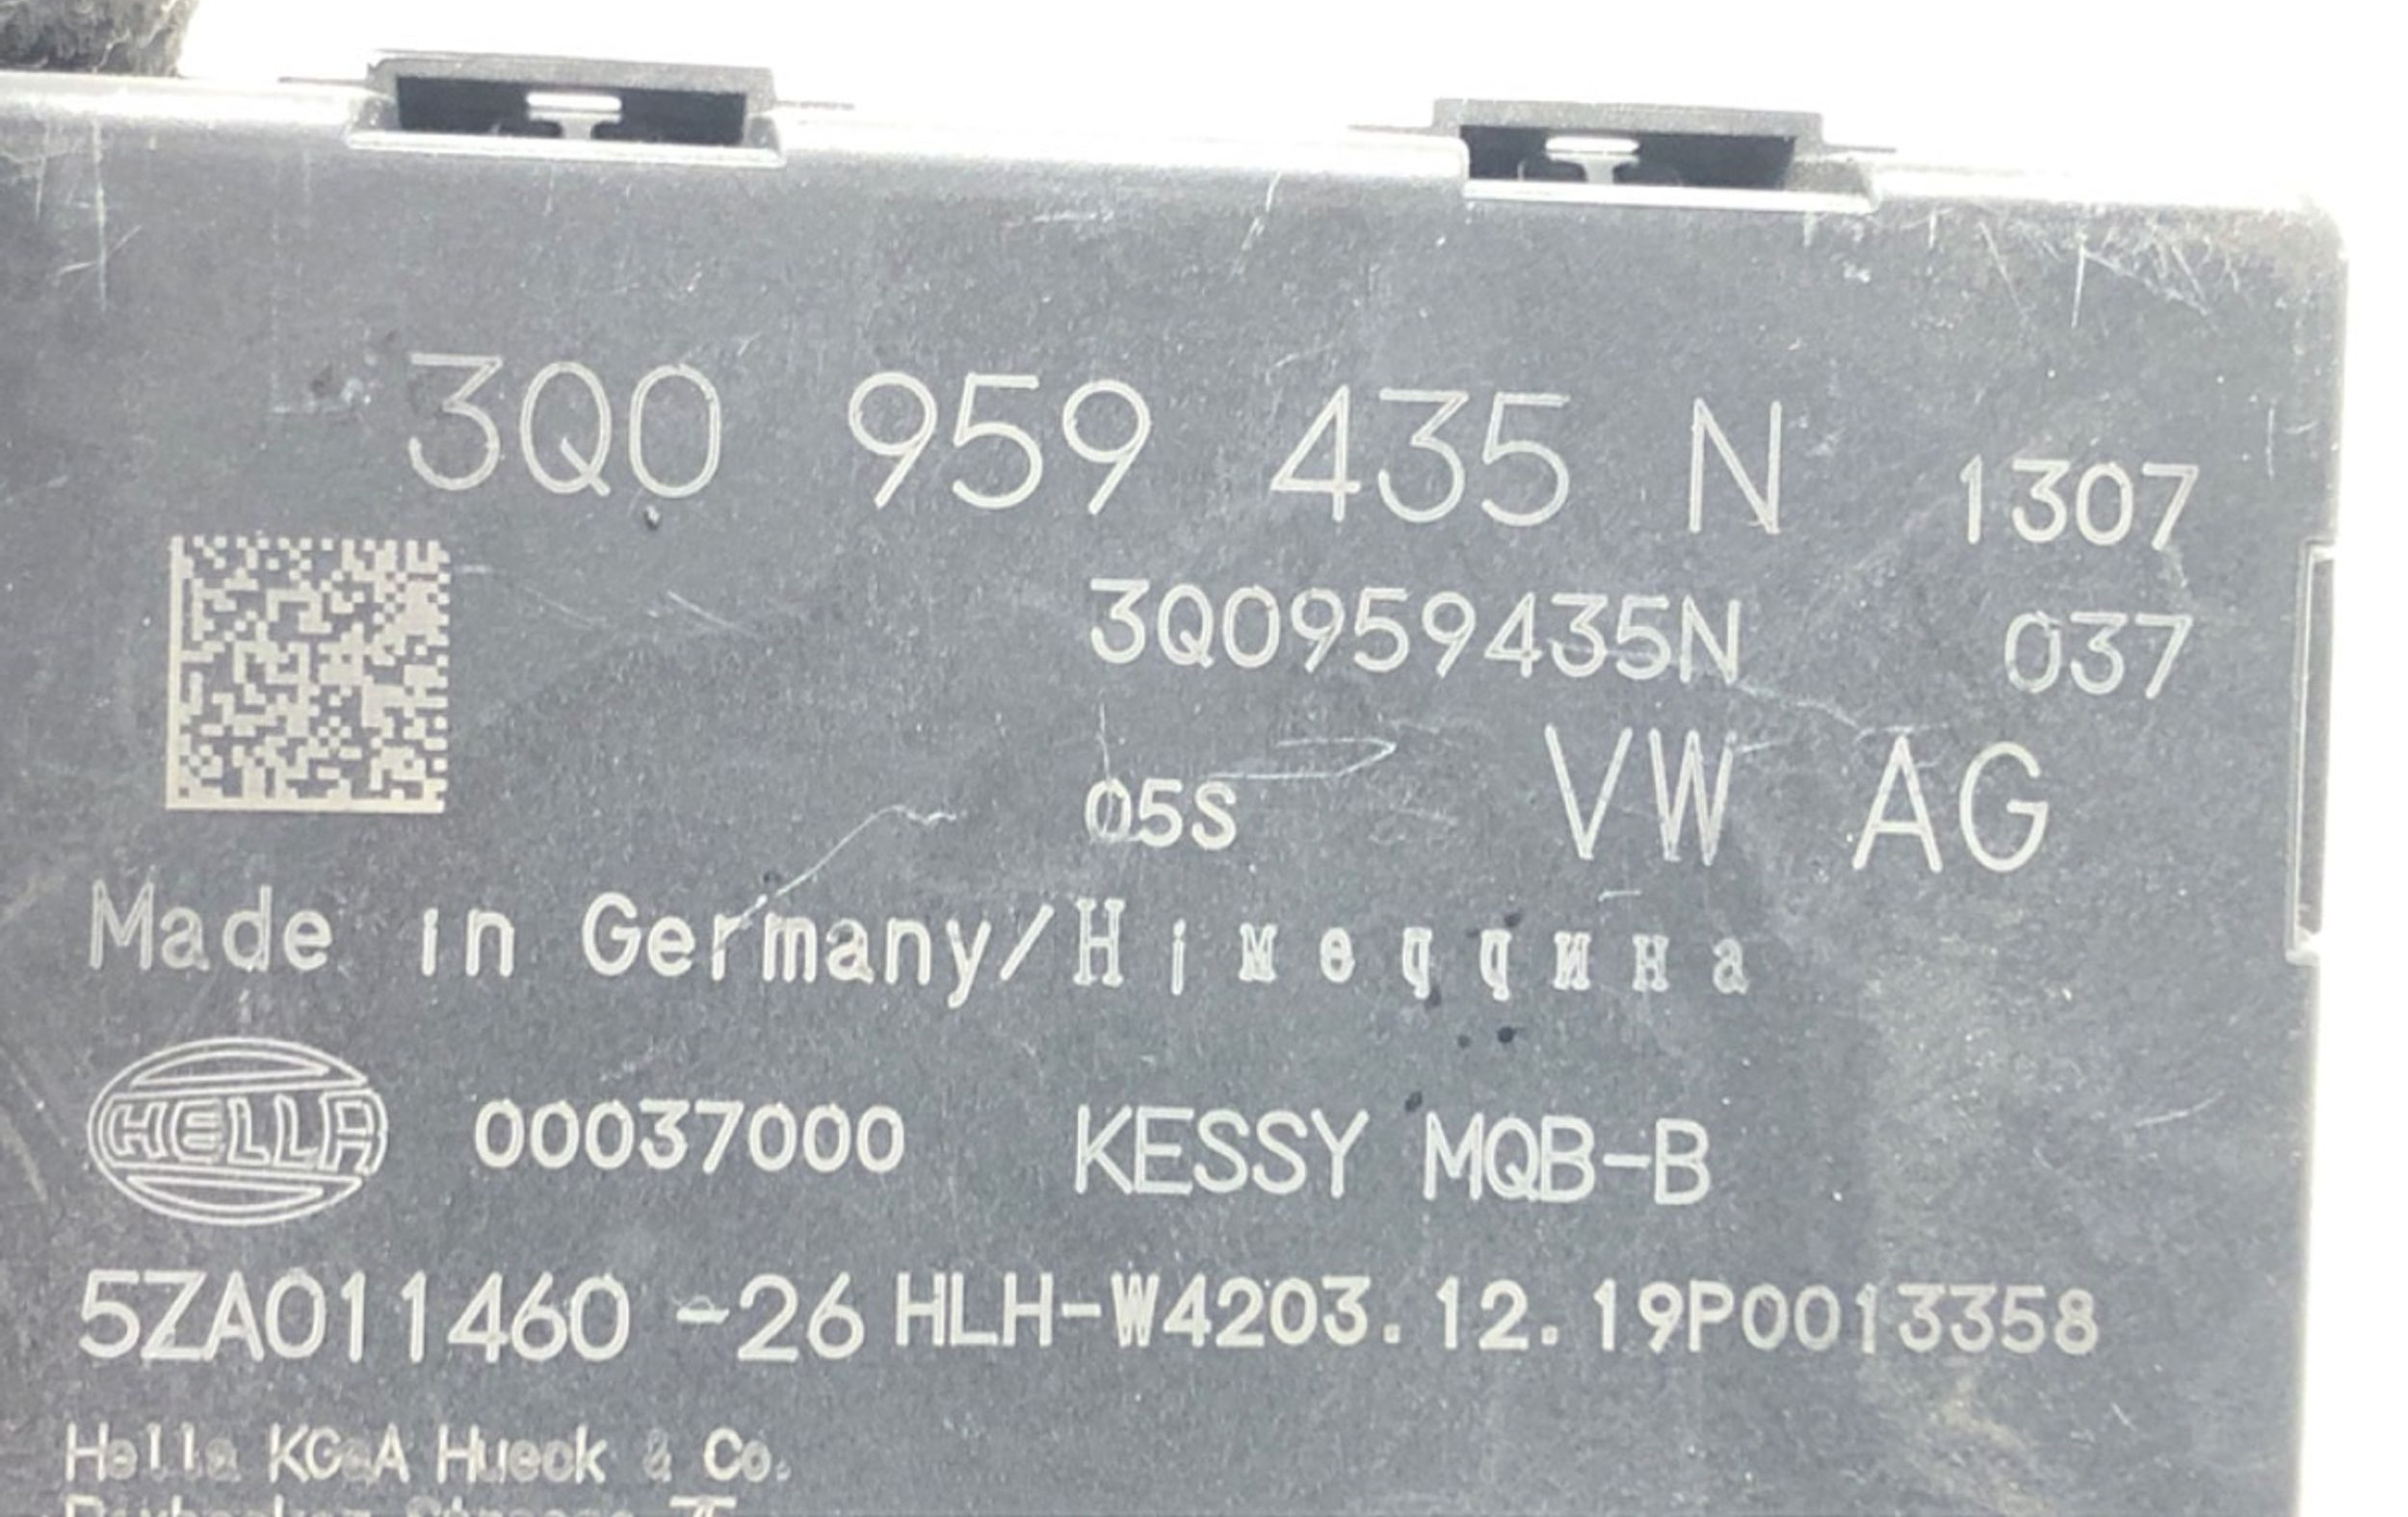 3Q0 959 435 N 1307
3Q0959435N 037
05S VW AG
Made in Germany/Німеццина
HELLA 00037000 KESSY MQB-B
5ZA011460-26 HLH-W4203.12.19P0013358
Hella KGaA Hueck & Co.